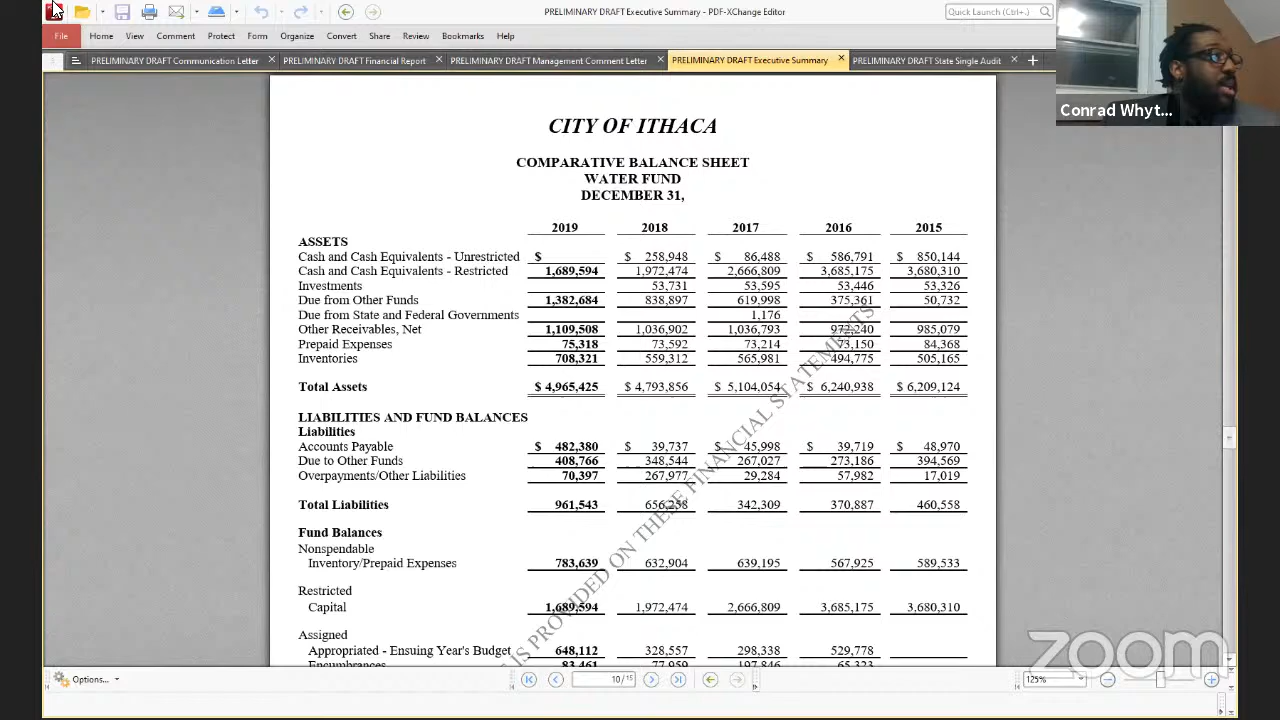 PRELIMINARY DRAFT Executive Summary - PDF-XChange Editor
Quick Launch (Ctrl+.)
File Home View Comment Protect Form Organize Convert Share Review Bookmarks Help
PRELIMINARY DRAFT Communication Letter PRELIMINARY DRAFT Financial Report PRELIMINARY DRAFT Management Comment Letter PRELIMINARY DRAFT Executive Summary PRELIMINARY DRAFT State Single Audit
Conrad Whyt...
CITY OF ITHACA
COMPARATIVE BALANCE SHEET
WATER FUND
DECEMBER 31,
2019 2018 2017 2016 2015
ASSETS
Cash and Cash Equivalents - Unrestricted $ $ 258,948 $ 86,488 $ 586,791 $ 850,144
Cash and Cash Equivalents - Restricted 1,689,594 1,972,474 2,666,809 3,685,175 3,680,310
Investments 53,731 53,595 53,446 53,326
Due from Other Funds 1,382,684 838,897 619,998 375,361 50,732
Due from State and Federal Governments 1,176
Other Receivables, Net 1,109,508 1,036,902 1,036,793 972,240 985,079
Prepaid Expenses 75,318 73,592 73,214 73,150 84,368
Inventories 708,321 559,312 565,981 494,775 505,165
Total Assets $ 4,965,425 $ 4,793,856 $ 5,104,054 $ 6,240,938 $ 6,209,124
LIABILITIES AND FUND BALANCES
Liabilities
Accounts Payable $ 482,380 $ 39,737 $ 45,998 $ 39,719 $ 48,970
Due to Other Funds 408,766 348,544 267,027 273,186 394,569
Overpayments/Other Liabilities 70,397 267,977 29,284 57,982 17,019
Total Liabilities 961,543 656,258 342,309 370,887 460,558
Fund Balances
Nonspendable
Inventory/Prepaid Expenses 783,639 632,904 639,195 567,925 589,533
Restricted
Capital 1,689,594 1,972,474 2,666,809 3,685,175 3,680,310
Assigned
Appropriated - Ensuing Year's Budget 648,112 328,557 298,338 529,778
Encumbrances 83,461 77,959 197,846 65,323
IS PROVIDED ON THESE FINANCIAL STATEMENTS
zoom
Options... 10 / 15 125%